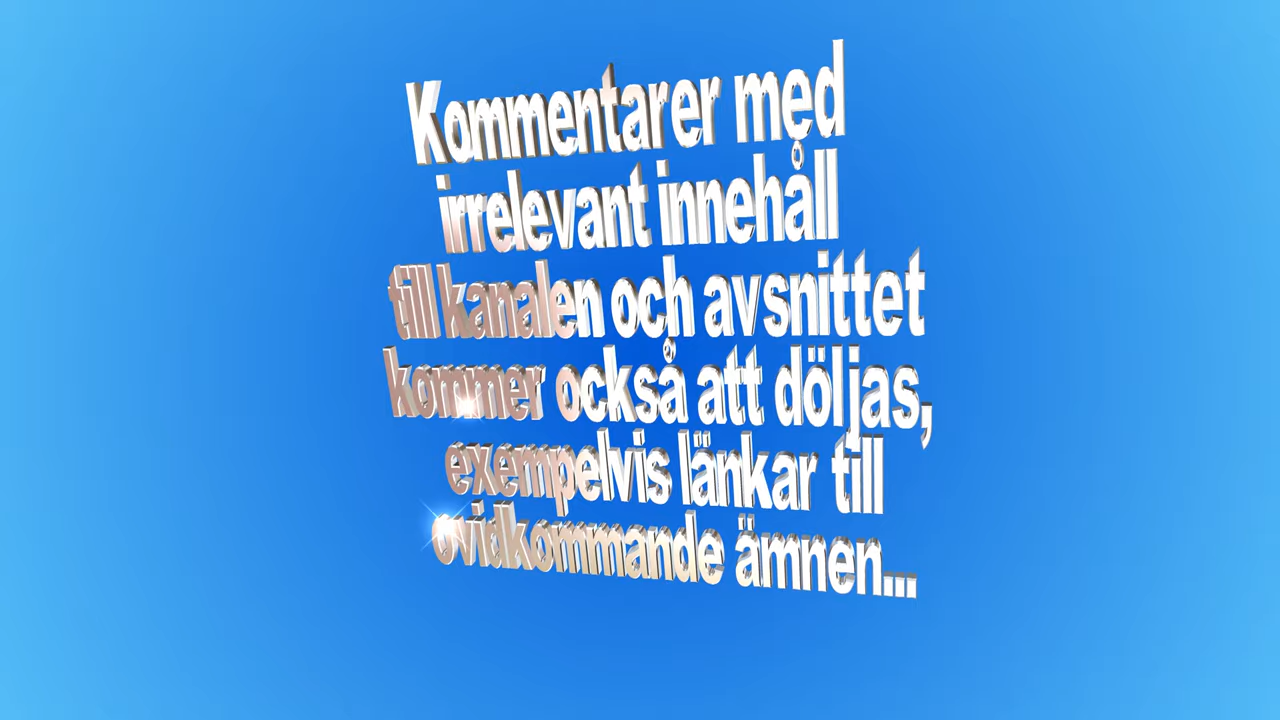 Kommentarer med
irrelevant innehåll
till kanalen och avsnittet
kommer också att döljas,
exempelvis länkar till
ovidkommande ämnen...